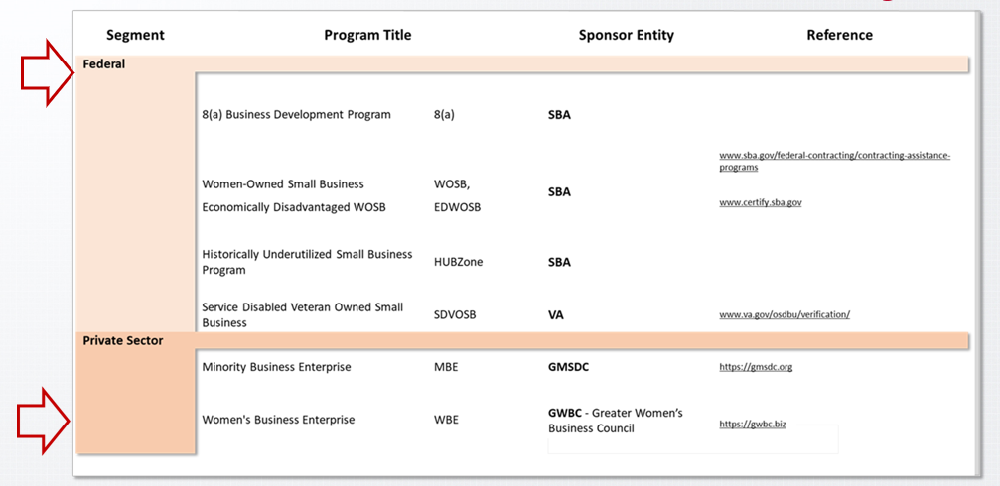 Segment Program Title Sponsor Entity Reference
Federal
8(a) Business Development Program 8(a) SBA
www.sba.gov/federal-contracting/contracting-assistance-
programs
Women-Owned Small Business WOSB,
SBA
Economically Disadvantaged WOSB EDWOSB
www.certify.sba.gov
Historically Underutilized Small Business
Program
HUBZone SBA
Service Disabled Veteran Owned Small
Business
SDVOSB VA www.va.gov/osdbu/verification/
Private Sector
Minority Business Enterprise MBE GMSDC https://gmsdc.org
Women's Business Enterprise WBE
GWBC - Greater Women’s
Business Council
https://gwbc.biz